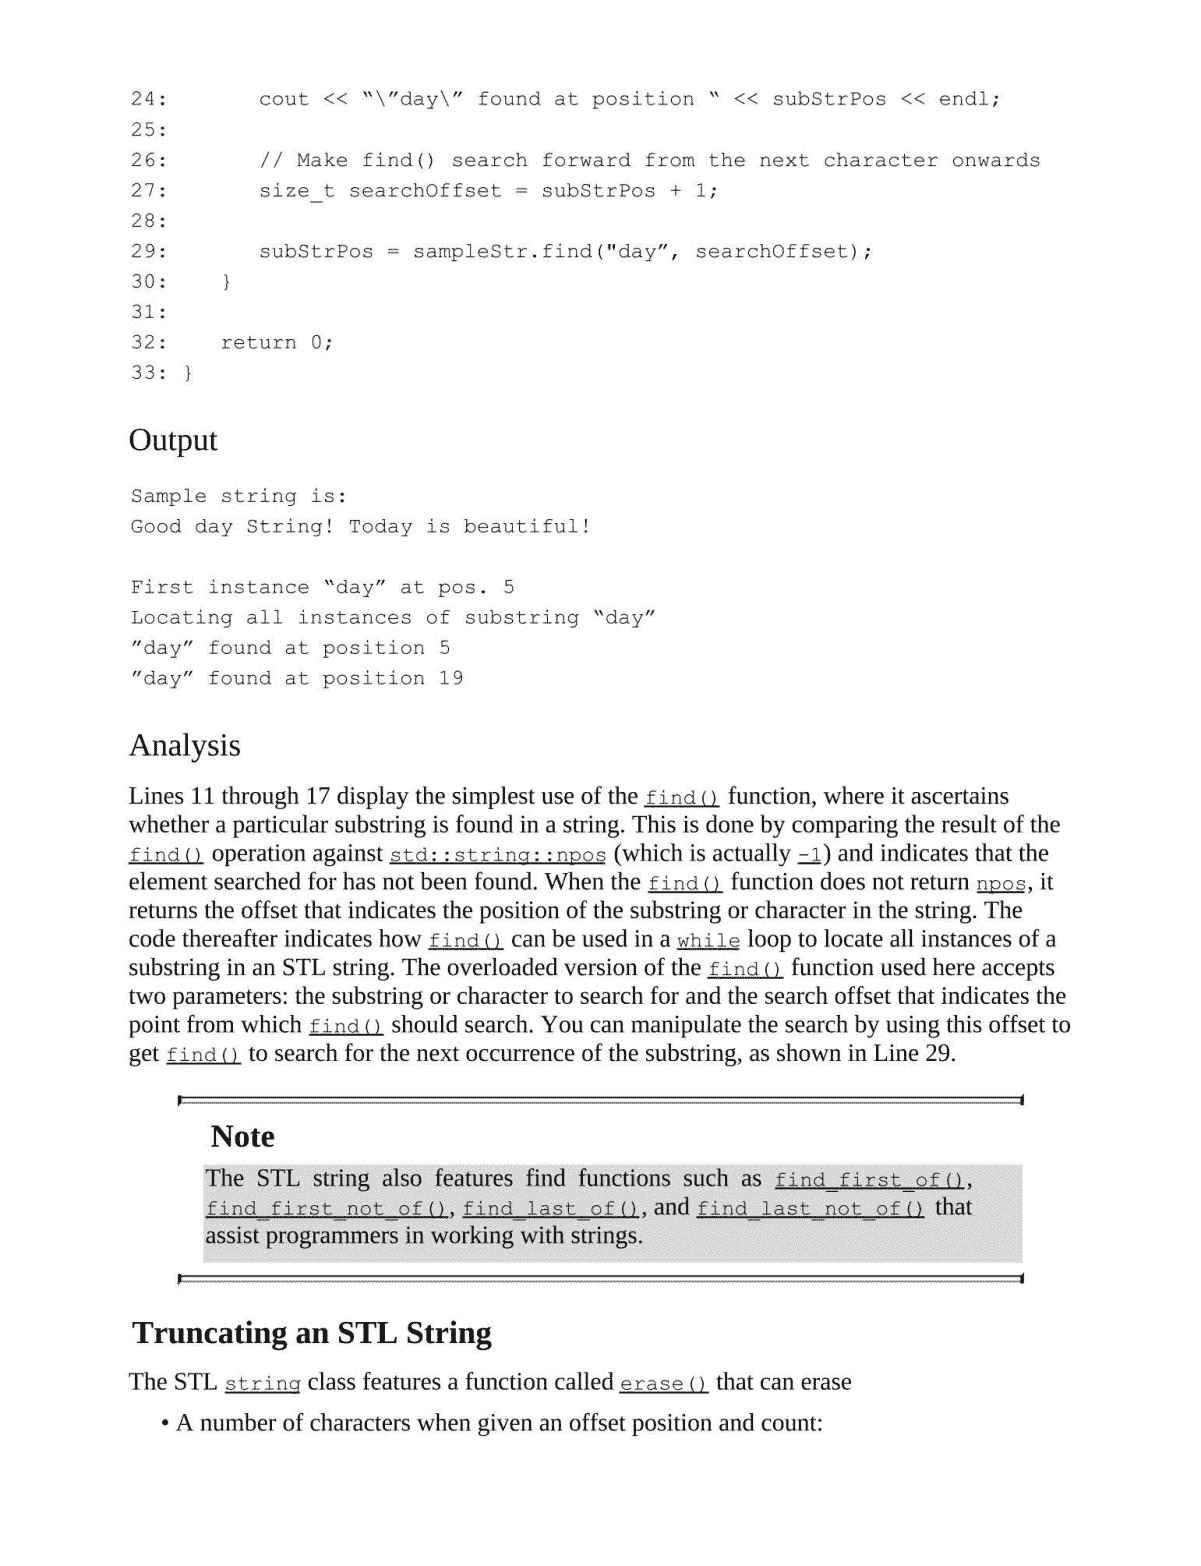 24:       cout << “\”day\” found at position “ << subStrPos << endl;
25:
26:       // Make find() search forward from the next character onwards
27:       size_t searchOffset = subStrPos + 1;
28:
29:       subStrPos = sampleStr.find("day”, searchOffset);
30:    }
31:
32:    return 0;
33: }
Output
Sample string is:
Good day String! Today is beautiful!
First instance “day” at pos. 5
Locating all instances of substring “day”
”day” found at position 5
”day” found at position 19
Analysis
Lines 11 through 17 display the simplest use of the find() function, where it ascertains
whether a particular substring is found in a string. This is done by comparing the result of the
find() operation against std::string::npos (which is actually –1) and indicates that the
element searched for has not been found. When the find() function does not return npos, it
returns the offset that indicates the position of the substring or character in the string. The
code thereafter indicates how find() can be used in a while loop to locate all instances of a
substring in an STL string. The overloaded version of the find() function used here accepts
two parameters: the substring or character to search for and the search offset that indicates the
point from which find() should search. You can manipulate the search by using this offset to
get find() to search for the next occurrence of the substring, as shown in Line 29.
Note
The STL string also features find functions such as find_first_of(),
find_first_not_of(), find_last_of(), and find_last_not_of() that
assist programmers in working with strings.
Truncating an STL String
The STL string class features a function called erase() that can erase
• A number of characters when given an offset position and count: